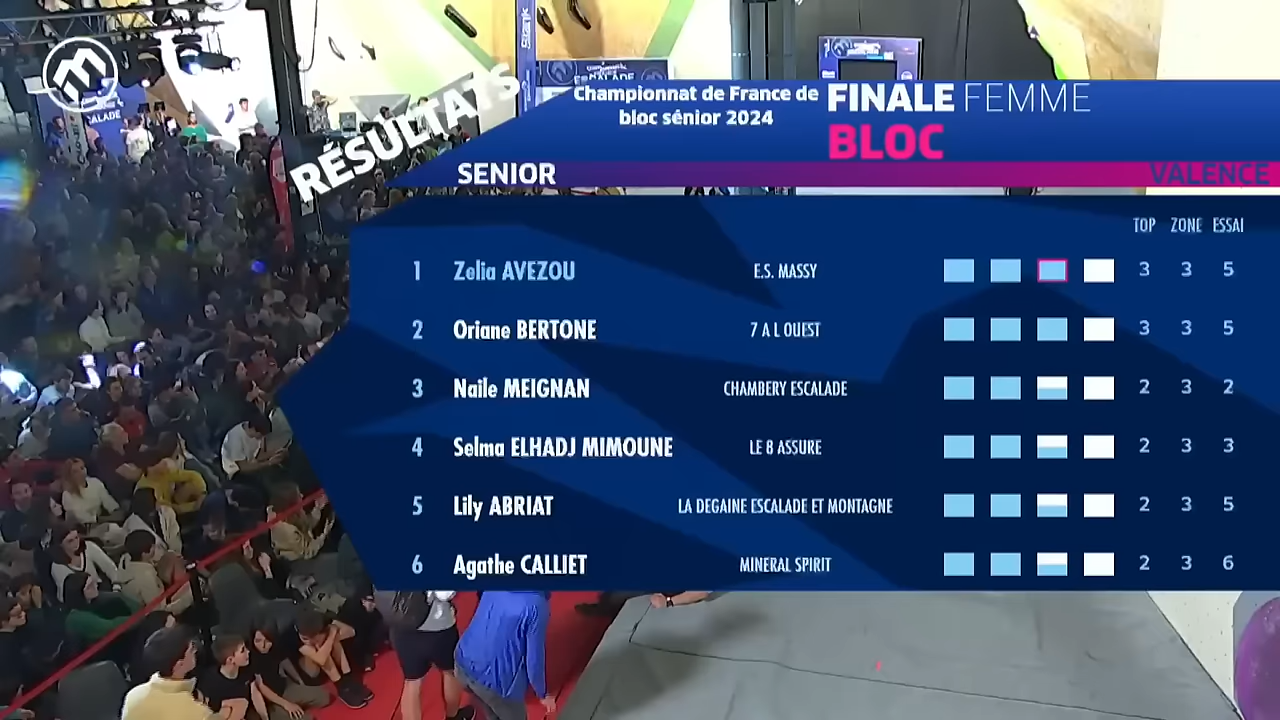 RÉSULTATS
Championnat de France de
bloc sénior 2024
FINALE FEMME
BLOC
SENIOR
VALENCE
TOP ZONE ESSAI
1 Zelia AVEZOU E.S. MASSY 3 3 5
2 Oriane BERTONE 7 A L OUEST 3 3 5
3 Naïle MEIGNAN CHAMBERY ESCALADE 2 3 2
4 Selma ELHADJ MIMOUNE LE 8 ASSURE 2 3 3
5 Lily ABRIAT LA DEGAINE ESCALADE ET MONTAGNE 2 3 5
6 Agathe CALLIET MINERAL SPIRIT 2 3 6